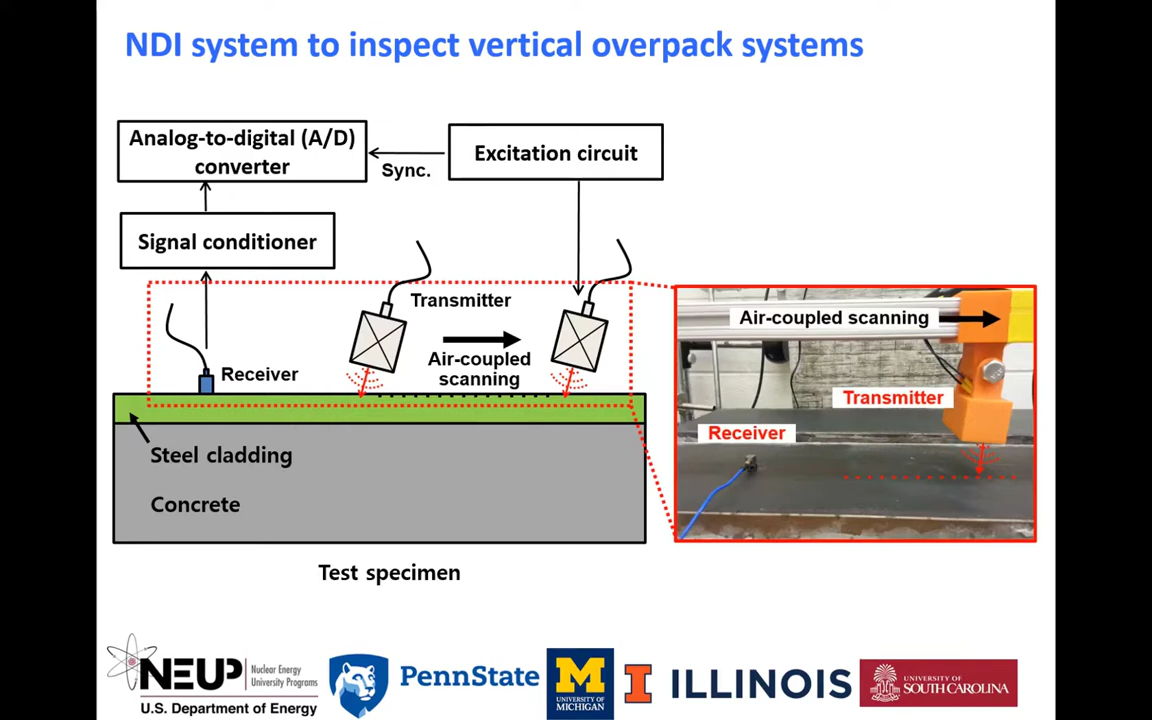 NDI system to inspect vertical overpack systems
Analog-to-digital (A/D)
converter
Sync.
Excitation circuit
Signal conditioner
Transmitter
Air-coupled
scanning
Receiver
Steel cladding
Concrete
Test specimen
Air-coupled scanning
Transmitter
Receiver
NEUP
Nuclear Energy
University Programs
U.S. Department of Energy
PennState
M
UNIVERSITY OF
MICHIGAN
I ILLINOIS
UNIVERSITY OF
SOUTH CAROLINA